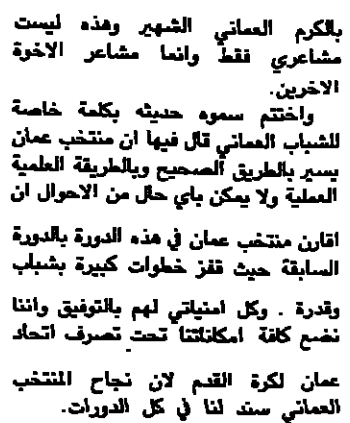 بالكرم العماني الشهير وهذه ليست
مشاعري فقط وانما مشاعر الاخوة
الاخرين.
واختتم سموه حديثه بكلمة خاصة
للشباب العماني قال فيها ان منتخب عمان
يسير بالطريق الصحيح وبالطريقة العلمية
العملية ولا يمكن باي حال من الاحوال ان
اقارن منتخب عمان في هذه الدورة بالدورة
السابقة حيث قفز خطوات كبيرة بشباب
وقدرة . وكل امنياتي لهم بالتوفيق واننا
نضع كافة امكاناتنا تحت تصرف اتحاد
عمان لكرة القدم لان نجاح المنتخب
العماني سند لنا في كل الدورات.